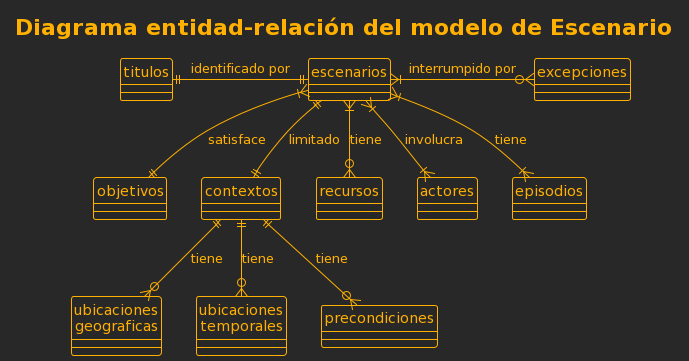 Diagrama entidad-relación del modelo de Escenario
titulos
identificado por
escenarios
interrumpido por
excepciones
satisface
limitado
tiene
involucra
tiene
objetivos
contextos
recursos
actores
episodios
tiene
tiene
tiene
ubicaciones
geograficas
ubicaciones
temporales
precondiciones